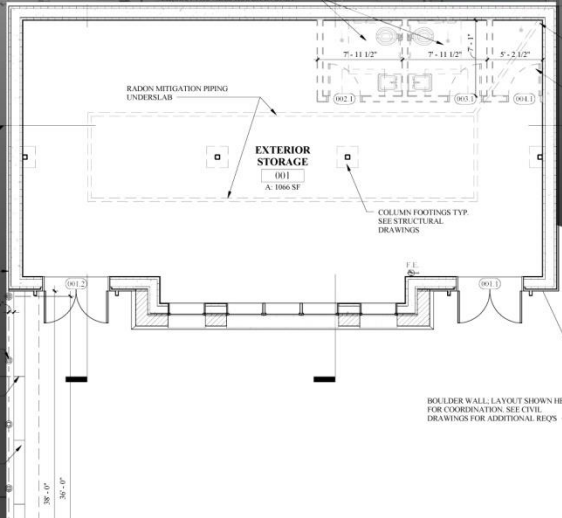 7' - 11 1/2"
7' - 11 1/2"
5' - 2 1/2"
7' - 1"
002.1
003.1
004.1
RADON MITIGATION PIPING
UNDERSLAB
EXTERIOR
STORAGE
001
A: 1066 SF
COLUMN FOOTINGS TYP.
SEE STRUCTURAL
DRAWINGS
F.E.
001.2
001.1
BOULDER WALL; LAYOUT SHOWN HE
FOR COORDINATION. SEE CIVIL
DRAWINGS FOR ADDITIONAL REQ'S
38' - 0"
36' - 0"